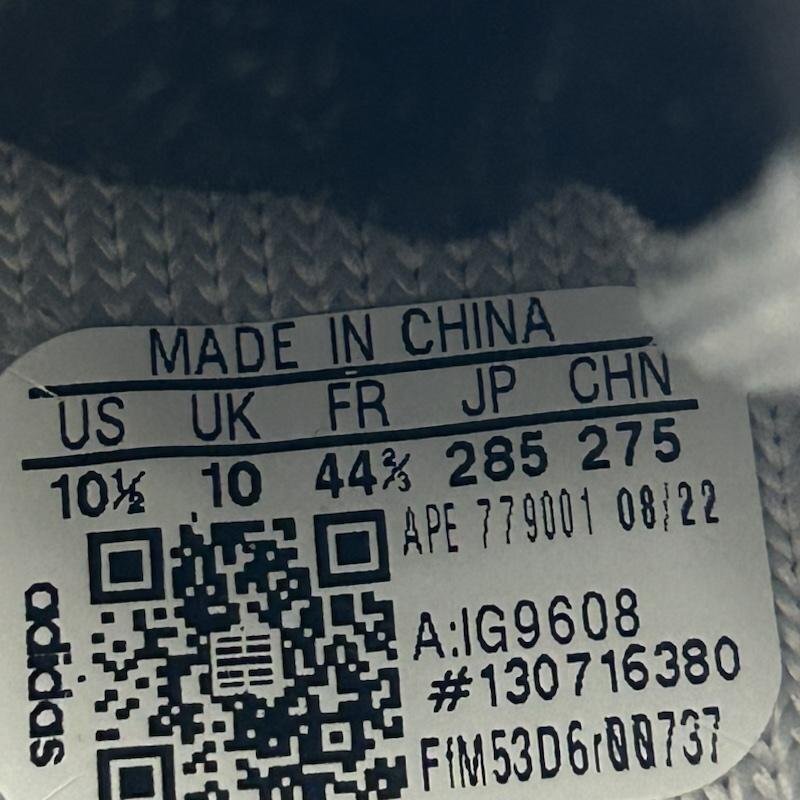 MADE IN CHINA
US UK FR JP CHN
10½ 10 44⅔ 285 275
APE 779001 08/22
A:IG9608
#130716380
FfM53D6r00737
adidas